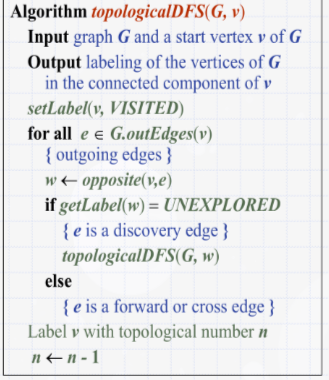 Algorithm topologicalDFS(G, v)
Input graph G and a start vertex v of G
Output labeling of the vertices of G
in the connected component of v
setLabel(v, VISITED)
for all e ∈ G.outEdges(v)
{ outgoing edges }
w ← opposite(v,e)
if getLabel(w) = UNEXPLORED
{ e is a discovery edge }
topologicalDFS(G, w)
else
{ e is a forward or cross edge }
Label v with topological number n
n ← n - 1